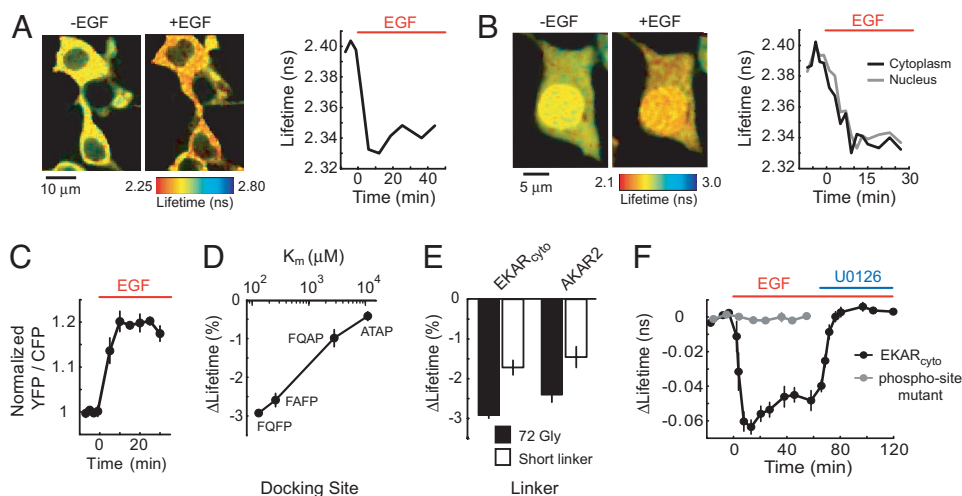 A
-EGF
+EGF
10 µm
2.25
2.80
Lifetime (ns)
EGF
2.40
2.38
2.36
2.34
2.32
Lifetime (ns)
0
20
40
Time (min)
B
-EGF
+EGF
5 µm
2.1
3.0
Lifetime (ns)
EGF
2.40
2.38
2.36
2.34
2.32
Lifetime (ns)
Cytoplasm
Nucleus
0
15
30
Time (min)
C
EGF
Normalized
YFP / CFP
1.2
1.1
1
0
20
Time (min)
D
Km (µM)
10²
10³
10⁴
0
-1
-2
-3
ΔLifetime (%)
FQAP
ATAP
FAFP
FQFP
Docking Site
E
EKARcyto
AKAR2
0
-1
-2
-3
ΔLifetime (%)
72 Gly
Short linker
Linker
F
U0126
EGF
0
-0.02
-0.04
-0.06
ΔLifetime (ns)
EKARcyto
phospho-site
mutant
0
40
80
120
Time (min)